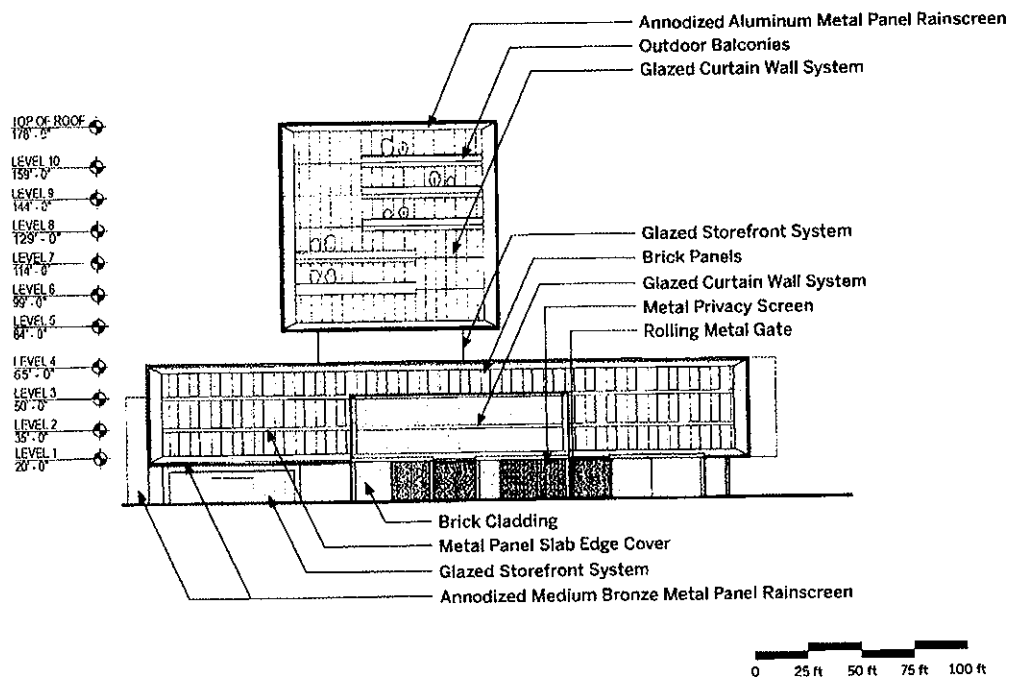 Annodized Aluminum Metal Panel Rainscreen
Outdoor Balconies
Glazed Curtain Wall System
TOP OF ROOF
178' - 0"
LEVEL 10
159' - 0"
LEVEL 9
144' - 0"
LEVEL 8
129' - 0"
LEVEL 7
114' - 0"
LEVEL 6
99' - 0"
LEVEL 5
84' - 0"
LEVEL 4
65' - 0"
LEVEL 3
50' - 0"
LEVEL 2
35' - 0"
LEVEL 1
20' - 0"
Glazed Storefront System
Brick Panels
Glazed Curtain Wall System
Metal Privacy Screen
Rolling Metal Gate
Brick Cladding
Metal Panel Slab Edge Cover
Glazed Storefront System
Annodized Medium Bronze Metal Panel Rainscreen
0 25 ft 50 ft 75 ft 100 ft